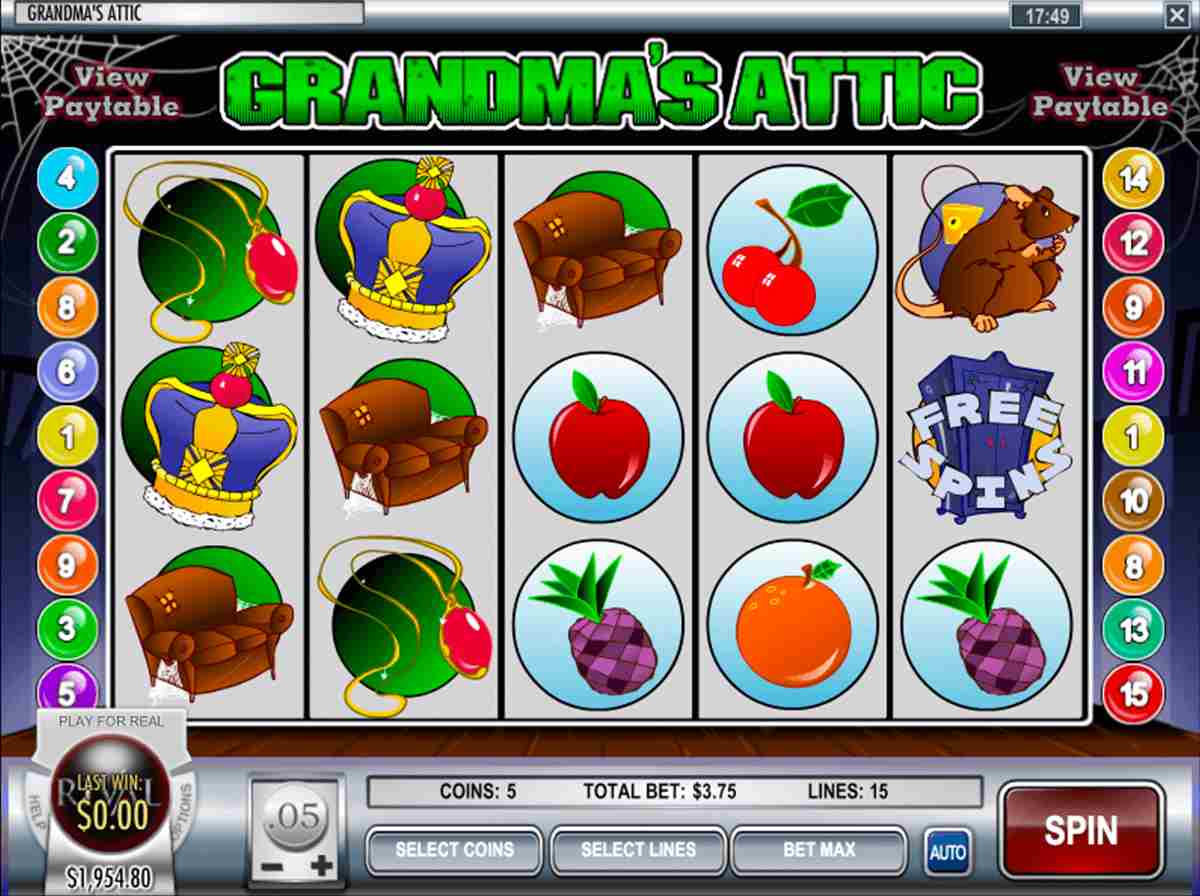 GRANDMA'S ATTIC
17:49
View
Paytable
GRANDMA'S ATTIC
View
Paytable
4
2
8
6
1
7
9
3
5
14
12
9
11
1
10
8
13
15
FREE
SPINS
PLAY FOR REAL
RIVAL
LAST WIN:
$0.00
HELP
OPTIONS
$1,954.80
.05
COINS: 5
TOTAL BET: $3.75
LINES: 15
SELECT COINS
SELECT LINES
BET MAX
AUTO
SPIN